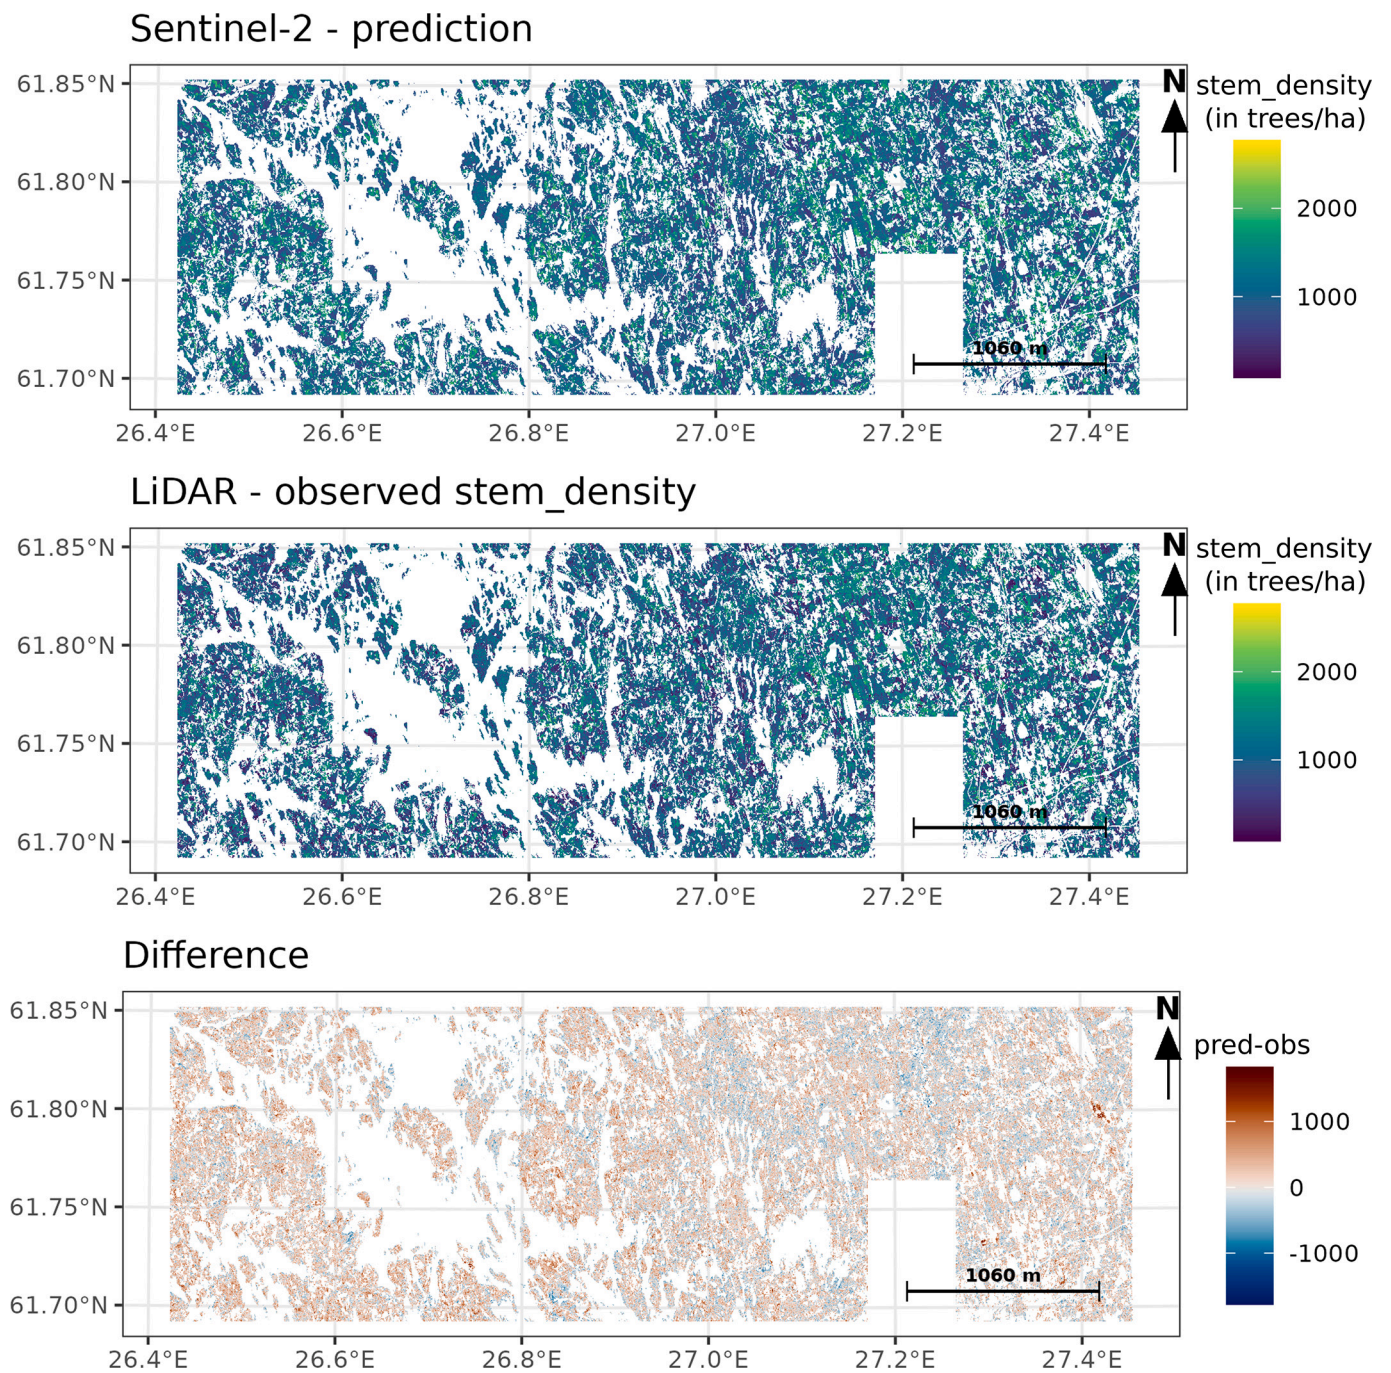 Sentinel-2 - prediction
61.85°N
61.80°N
61.75°N
61.70°N
26.4°E 26.6°E 26.8°E 27.0°E 27.2°E 27.4°E
N
1060 m
stem_density
(in trees/ha)
2000
1000
LiDAR - observed stem_density
61.85°N
61.80°N
61.75°N
61.70°N
26.4°E 26.6°E 26.8°E 27.0°E 27.2°E 27.4°E
N
1060 m
stem_density
(in trees/ha)
2000
1000
Difference
61.85°N
61.80°N
61.75°N
61.70°N
26.4°E 26.6°E 26.8°E 27.0°E 27.2°E 27.4°E
N
1060 m
pred-obs
1000
0
-1000